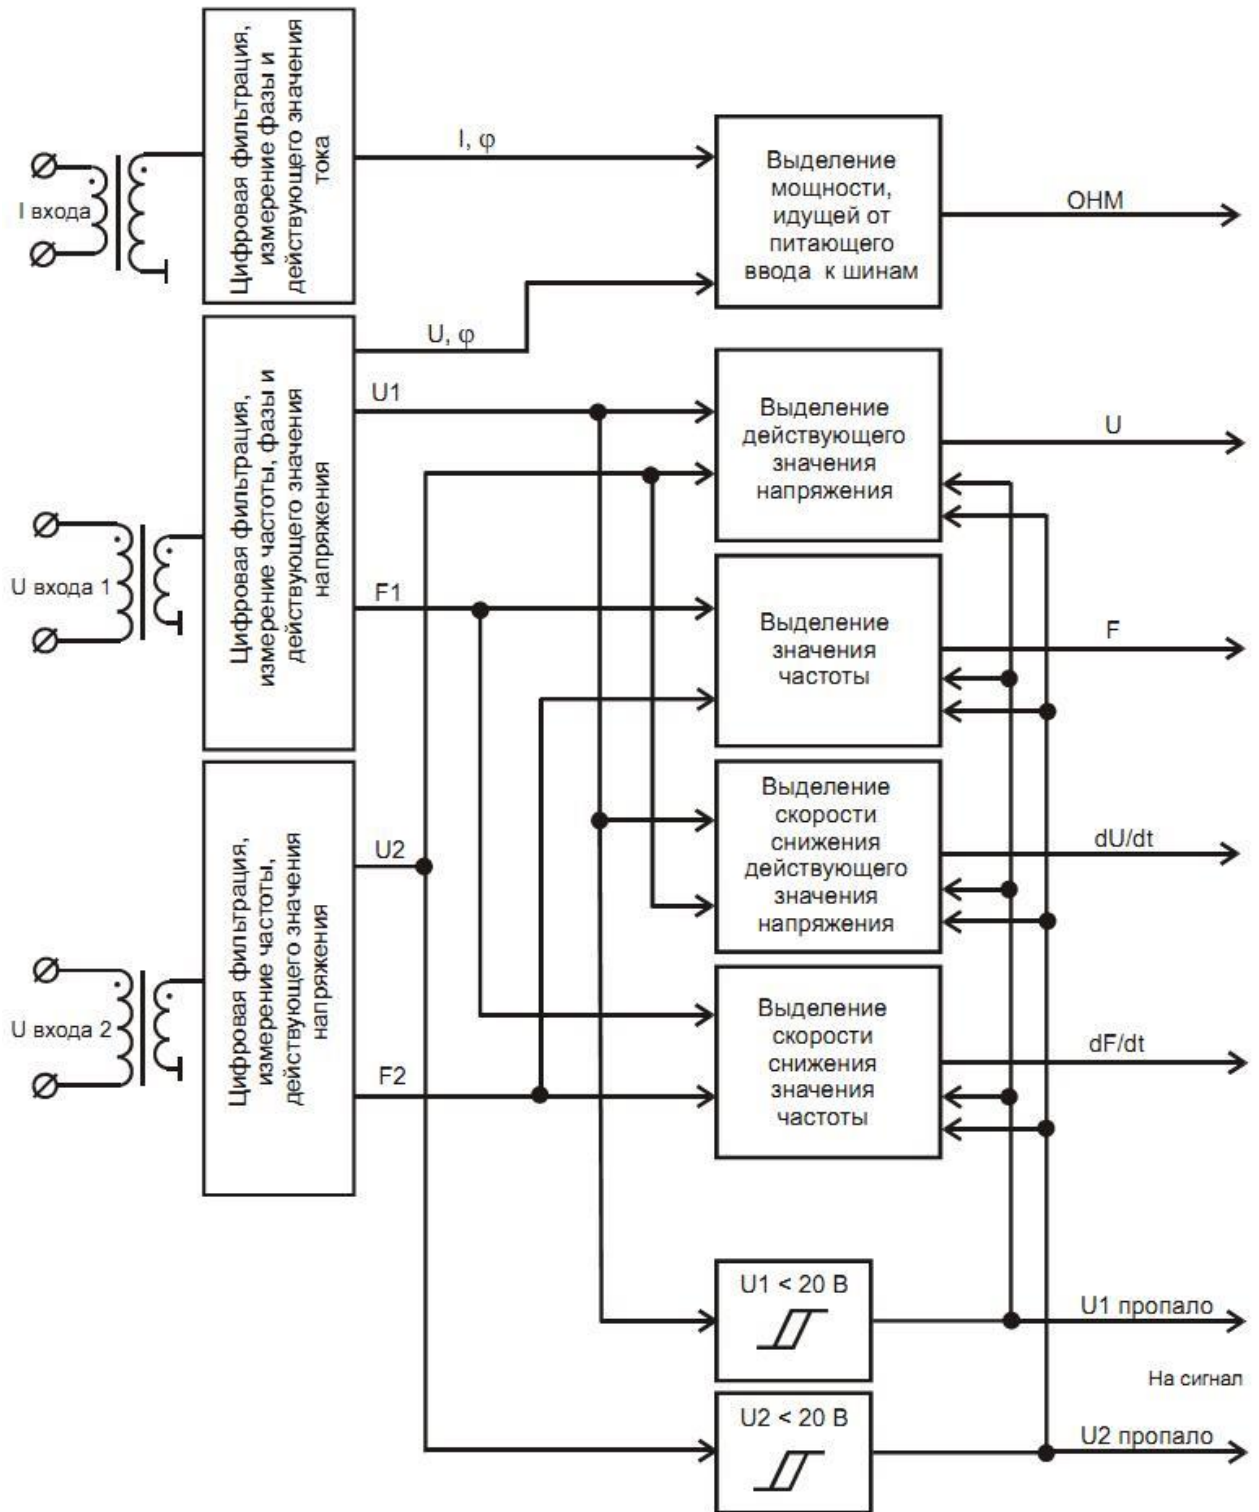 I входа
Цифровая фильтрация,
измерение фазы и
действующего значения
тока
I, φ
Выделение
мощности,
идущей от
питающего
ввода к шинам
ОНМ
U входа 1
Цифровая фильтрация,
измерение частоты, фазы и
действующего значения
напряжения
U, φ
U1
F1
Выделение
действующего
значения
напряжения
U
Выделение
значения
частоты
F
U входа 2
Цифровая фильтрация,
измерение частоты,
действующего значения
напряжения
U2
F2
Выделение
скорости
снижения
действующего
значения
напряжения
dU/dt
Выделение
скорости
снижения
значения
частоты
dF/dt
U1 < 20 В
U1 пропало
На сигнал
U2 < 20 В
U2 пропало